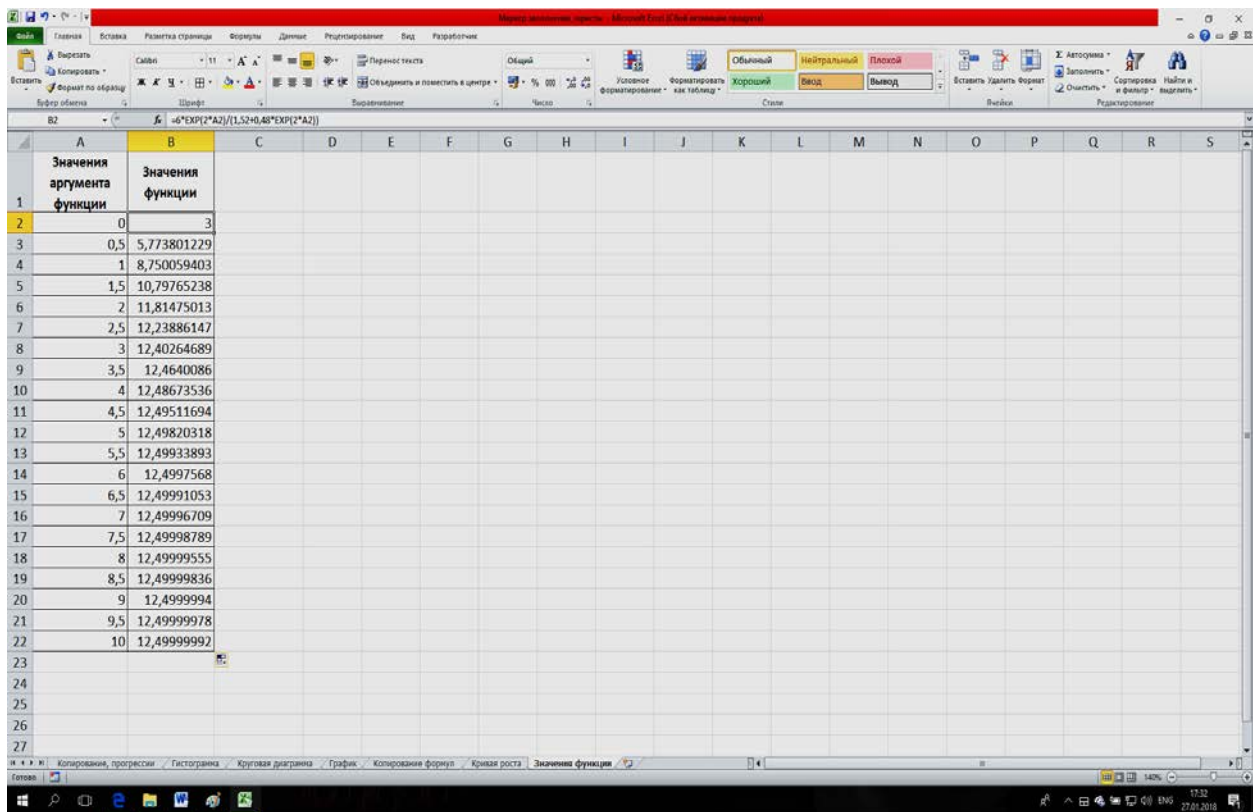 Microsoft Excel (Сбой активации продукта)
Файл Главная Вставка Разметка страницы Формулы Данные Рецензирование Вид Разработчик
Вставить
Вырезать
Копировать
Формат по образцу
Буфер обмена
Calibri 11
Ж К Ч
Шрифт
Перенос текста
Объединить и поместить в центре
Выравнивание
Общий
% 000
Число
Условное форматирование
Форматировать как таблицу
Обычный Нейтральный Плохой
Хороший Ввод Вывод
Стили
Вставить Удалить Формат
Ячейки
Σ Автосумма
Заполнить
Очистить
Сортировка и фильтр
Найти и выделить
Редактирование
B2 fx =6*EXP(2*A2)/(1,52+0,48*EXP(2*A2))
A B C D E F G H I J K L M N O P Q R S
1 Значения аргумента функции Значения функции
2 0 3
3 0,5 5,773801229
4 1 8,750059403
5 1,5 10,79765238
6 2 11,81475013
7 2,5 12,23886147
8 3 12,40264689
9 3,5 12,4640086
10 4 12,48673536
11 4,5 12,49511694
12 5 12,49820318
13 5,5 12,49933893
14 6 12,4997568
15 6,5 12,49991053
16 7 12,49996709
17 7,5 12,49998789
18 8 12,49999555
19 8,5 12,49999836
20 9 12,4999994
21 9,5 12,49999978
22 10 12,49999992
23
24
25
26
27
Копирование, прогрессии Гистограмма Круговая диаграмма График Копирование формул Кривая роста Значения функции
Готово 140%
ENG 17:32
27.01.2018